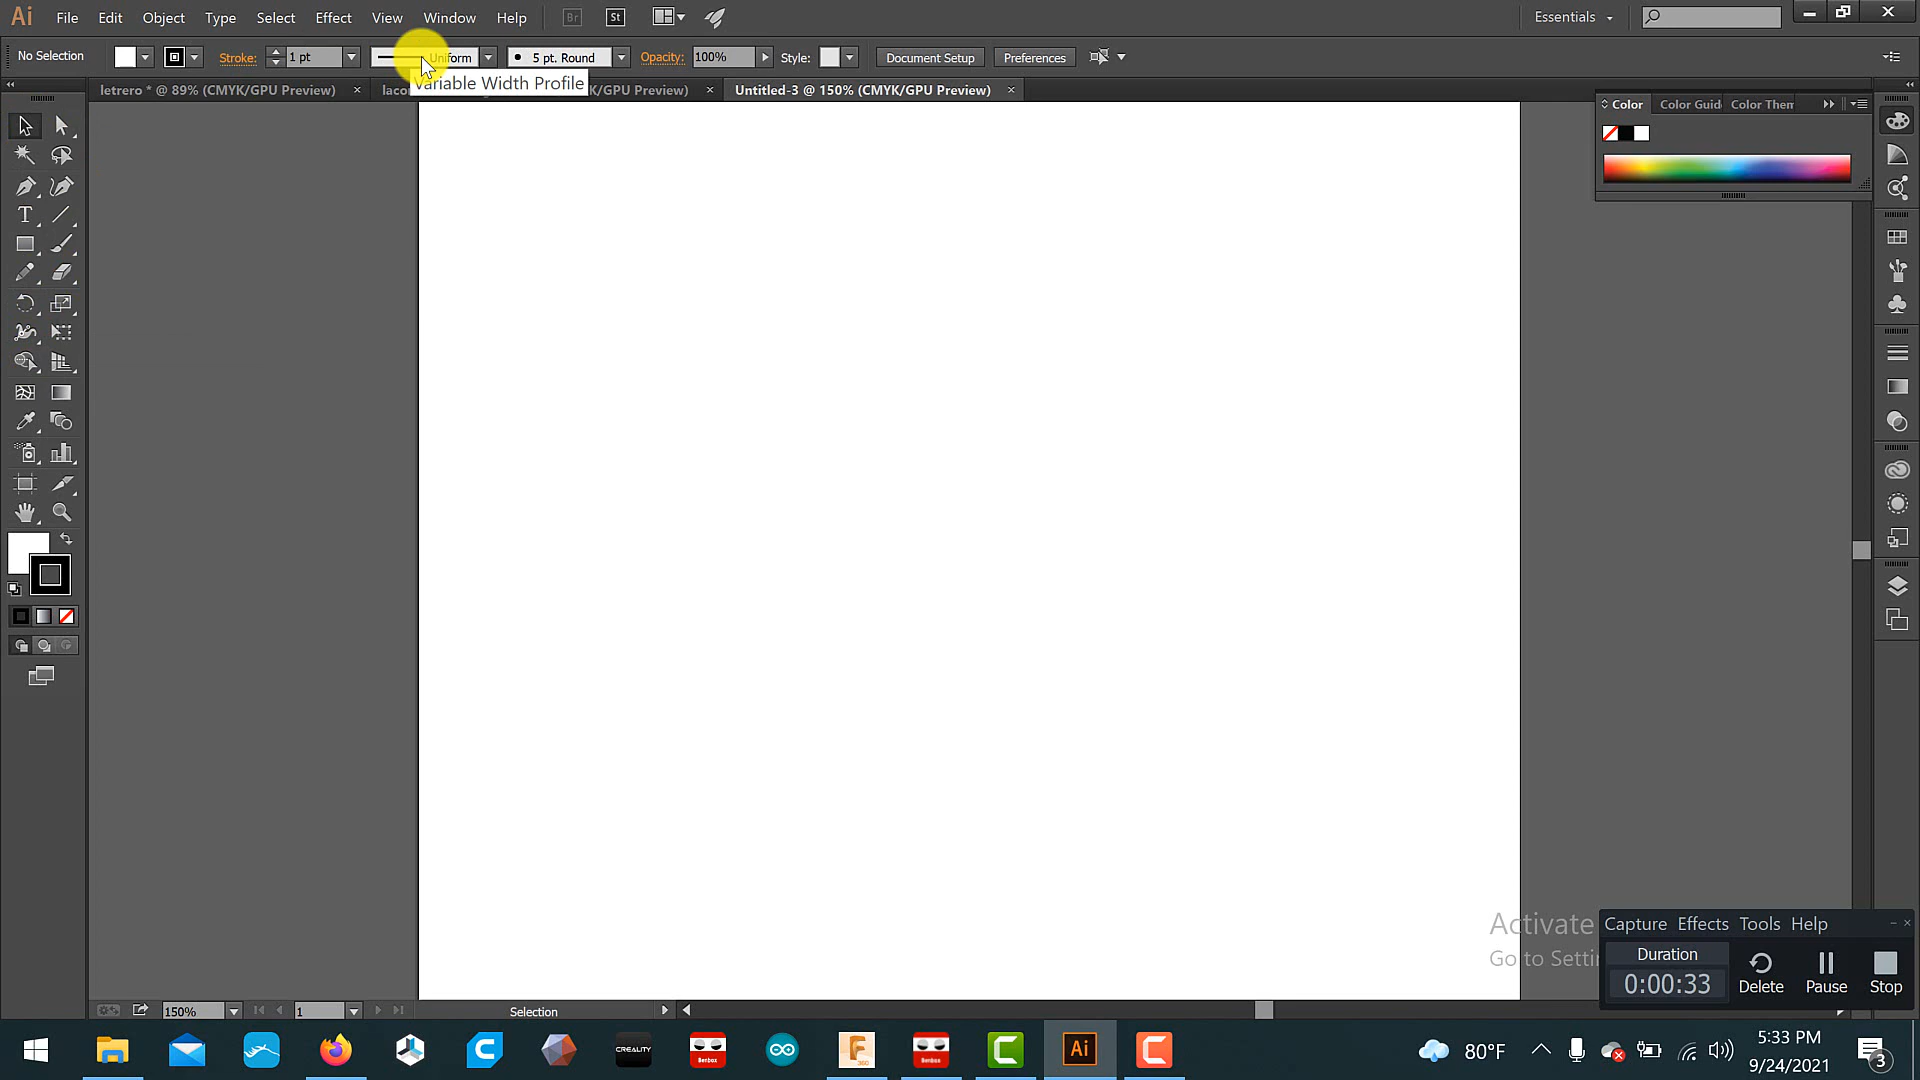 Ai File Edit Object Type Select Effect View Window Help Br St Essentials
No Selection Stroke: 1 pt Uniform 5 pt. Round Opacity: 100% Style: Document Setup Preferences
Variable Width Profile
letrero * @ 89% (CMYK/GPU Preview) × K/GPU Preview) × Untitled-3 @ 150% (CMYK/GPU Preview) ×
Color Color Guid Color Them
T
Activate
Go to Setti
Capture Effects Tools Help
Duration
0:00:33 Delete Pause Stop
150% 1 Selection
CREALITY Benbox F 360 Benbox Ai
80°F
5:33 PM
9/24/2021
3